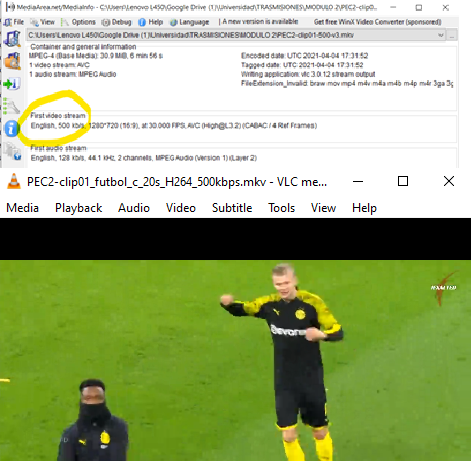 MediaArea.net/MediaInfo - C:\Users\Lenovo L450\Google Drive (1)\Universidad\TRASMISIONES\MODULO 2\PEC2-clip0...
File View Options Debug Help Language | A new version is available Get free WinX Video Converter (sponsored)
C:\Users\Lenovo L450\Google Drive (1)\Universidad\TRASMISIONES\MODULO 2\PEC2-clip01-500-v3.mkv
Container and general information
MPEG-4 (Base Media): 30,9 MiB, 6 min 56 s
1 video stream: AVC
1 audio stream: MPEG Audio
Encoded date: UTC 2021-04-04 17:31:52
Tagged date: UTC 2021-04-04 17:31:52
Writing application: vlc 3.0.12 stream output
FileExtension_Invalid: braw mov mp4 m4v m4a m4b m4p m4r 3ga 3g
First video stream
English, 500 kb/s, 1280*720 (16:9), at 30.000 FPS, AVC (High@L3.2) (CABAC / 4 Ref Frames)
First audio stream
English, 128 kb/s, 44.1 kHz, 2 channels, MPEG Audio (Version 1) (Layer 2)
PEC2-clip01_futbol_c_20s_H264_500kbps.mkv - VLC me...
Media Playback Audio Video Subtitle Tools View Help
EVONIK